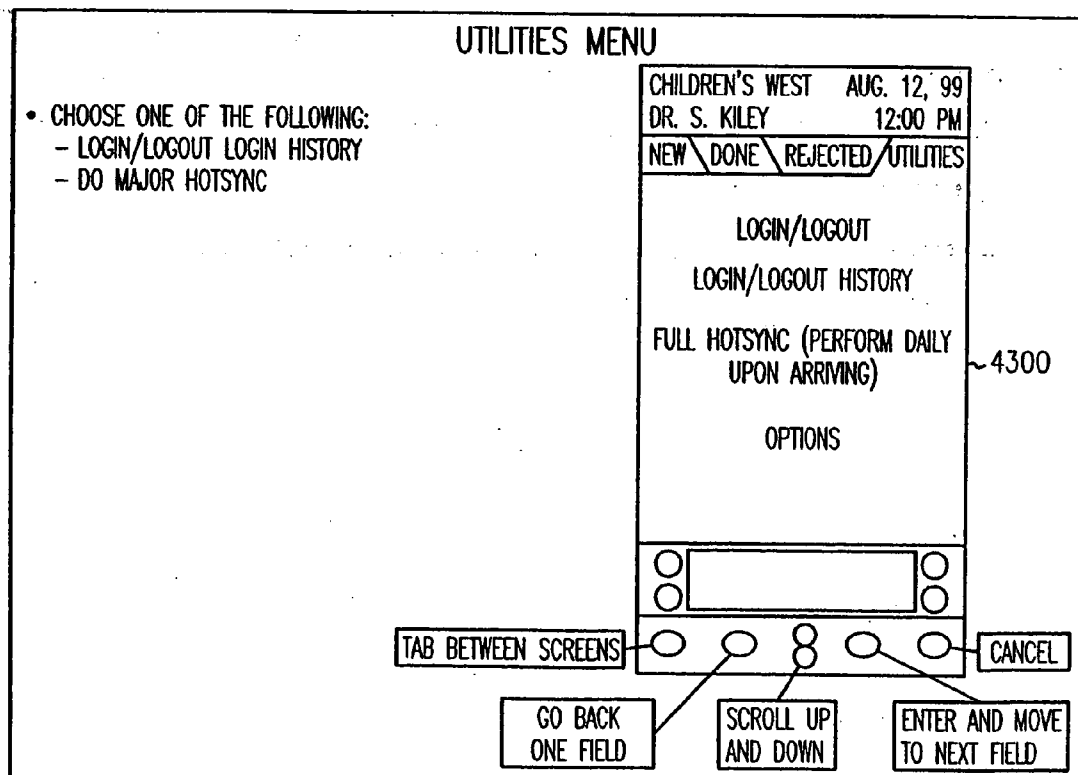 UTILITIES MENU
• CHOOSE ONE OF THE FOLLOWING:
– LOGIN/LOGOUT LOGIN HISTORY
– DO MAJOR HOTSYNC
CHILDREN'S WEST AUG. 12, 99
DR. S. KILEY 12:00 PM
NEW DONE REJECTED UTILITIES
LOGIN/LOGOUT
LOGIN/LOGOUT HISTORY
FULL HOTSYNC (PERFORM DAILY
UPON ARRIVING)
4300
OPTIONS
TAB BETWEEN SCREENS
CANCEL
GO BACK
ONE FIELD
SCROLL UP
AND DOWN
ENTER AND MOVE
TO NEXT FIELD